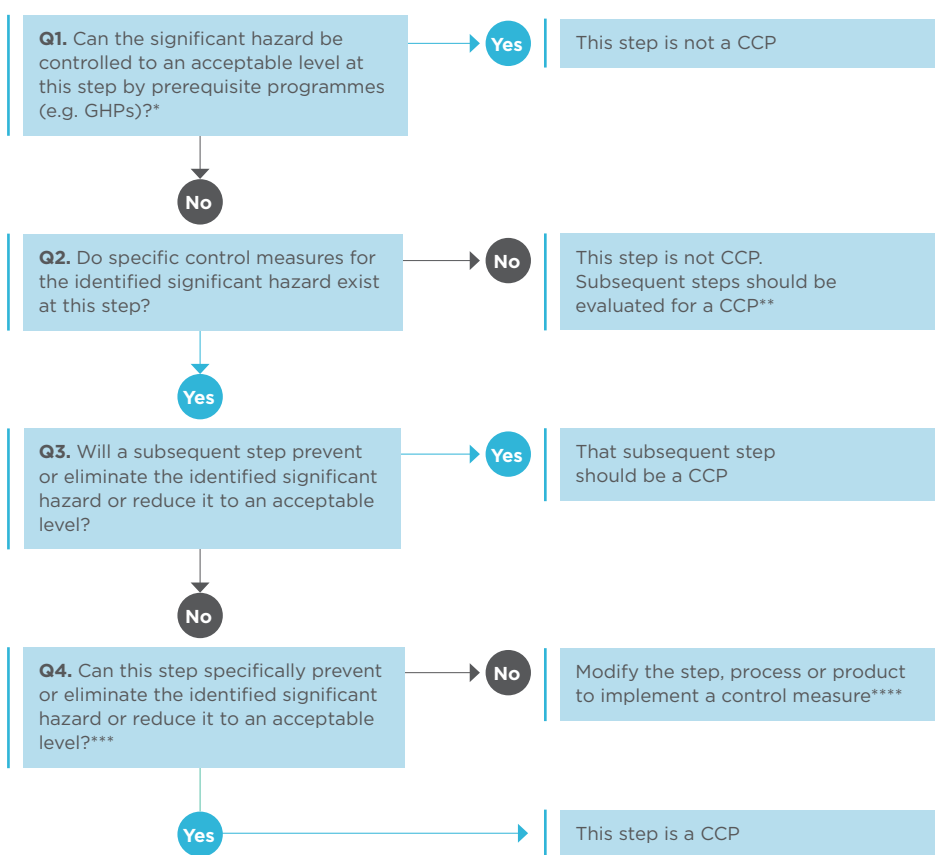 Q1. Can the significant hazard be
controlled to an acceptable level at
this step by prerequisite programmes
(e.g. GHPs)?*
Yes
This step is not a CCP
No
Q2. Do specific control measures for
the identified significant hazard exist
at this step?
No
This step is not CCP.
Subsequent steps should be
evaluated for a CCP**
Yes
Q3. Will a subsequent step prevent
or eliminate the identified significant
hazard or reduce it to an acceptable
level?
Yes
That subsequent step
should be a CCP
No
Q4. Can this step specifically prevent
or eliminate the identified significant
hazard or reduce it to an acceptable
level?***
No
Modify the step, process or product
to implement a control measure****
Yes
This step is a CCP